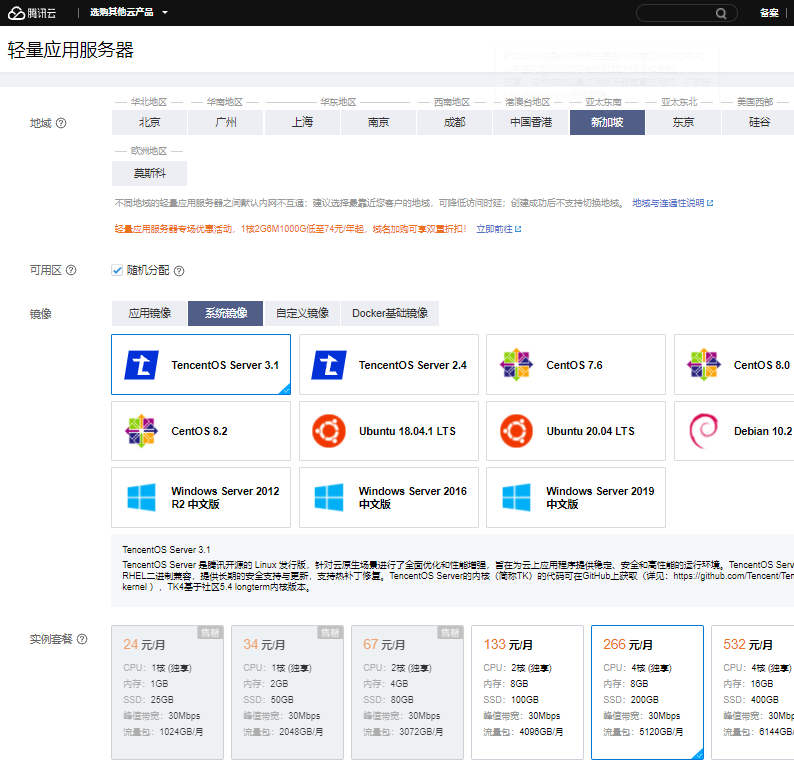 腾讯云 选购其他云产品 备案
轻量应用服务器
华北地区 华南地区 华东地区 西南地区 港澳台地区 亚太东南 亚太东北 美国西部
地域 北京 广州 上海 南京 成都 中国香港 新加坡 东京 硅谷
欧洲地区
莫斯科
不同地域的轻量应用服务器之间默认内网不互通；建议选择最靠近您客户的地域，可降低访问时延；创建成功后不支持切换地域。 地域与连通性说明
轻量应用服务器专场优惠活动，1核2G6M1000G低至74元/年起，域名加购可享双重折扣！ 立即前往
可用区 随机分配
镜像 应用镜像 系统镜像 自定义镜像 Docker基础镜像
TencentOS Server 3.1 TencentOS Server 2.4 CentOS 7.6 CentOS 8.0
CentOS 8.2 Ubuntu 18.04.1 LTS Ubuntu 20.04 LTS Debian 10.2
Windows Server 2012 Windows Server 2016 Windows Server 2019
R2 中文版 中文版 中文版
TencentOS Server 3.1
TencentOS Server 是腾讯开源的 Linux 发行版，针对云原生场景进行了全面优化和性能增强，旨在为云上应用程序提供稳定、安全和高性能的运行环境。TencentOS Serv
RHEL二进制兼容，提供长期的安全支持与更新，支持热补丁修复。TencentOS Server的内核（简称TK）的代码可在GitHub上获取（详见：https://github.com/Tencent/Ten
kernel ），TK4基于社区5.4 longterm内核版本。
实例套餐 24 元/月 售罄 34 元/月 售罄 67 元/月 售罄 133 元/月 266 元/月 532 元/月
CPU：1核 (独享) CPU：1核 (独享) CPU：2核 (独享) CPU：2核 (独享) CPU：4核 (独享) CPU：4核 (独享)
内存：1GB 内存：2GB 内存：4GB 内存：8GB 内存：8GB 内存：16GB
SSD：25GB SSD：50GB SSD：80GB SSD：100GB SSD：200GB SSD：400GB
峰值带宽：30Mbps 峰值带宽：30Mbps 峰值带宽：30Mbps 峰值带宽：30Mbps 峰值带宽：30Mbps 峰值带宽：30Mb
流量包：1024GB/月 流量包：2048GB/月 流量包：3072GB/月 流量包：4096GB/月 流量包：5120GB/月 流量包：6144GB/